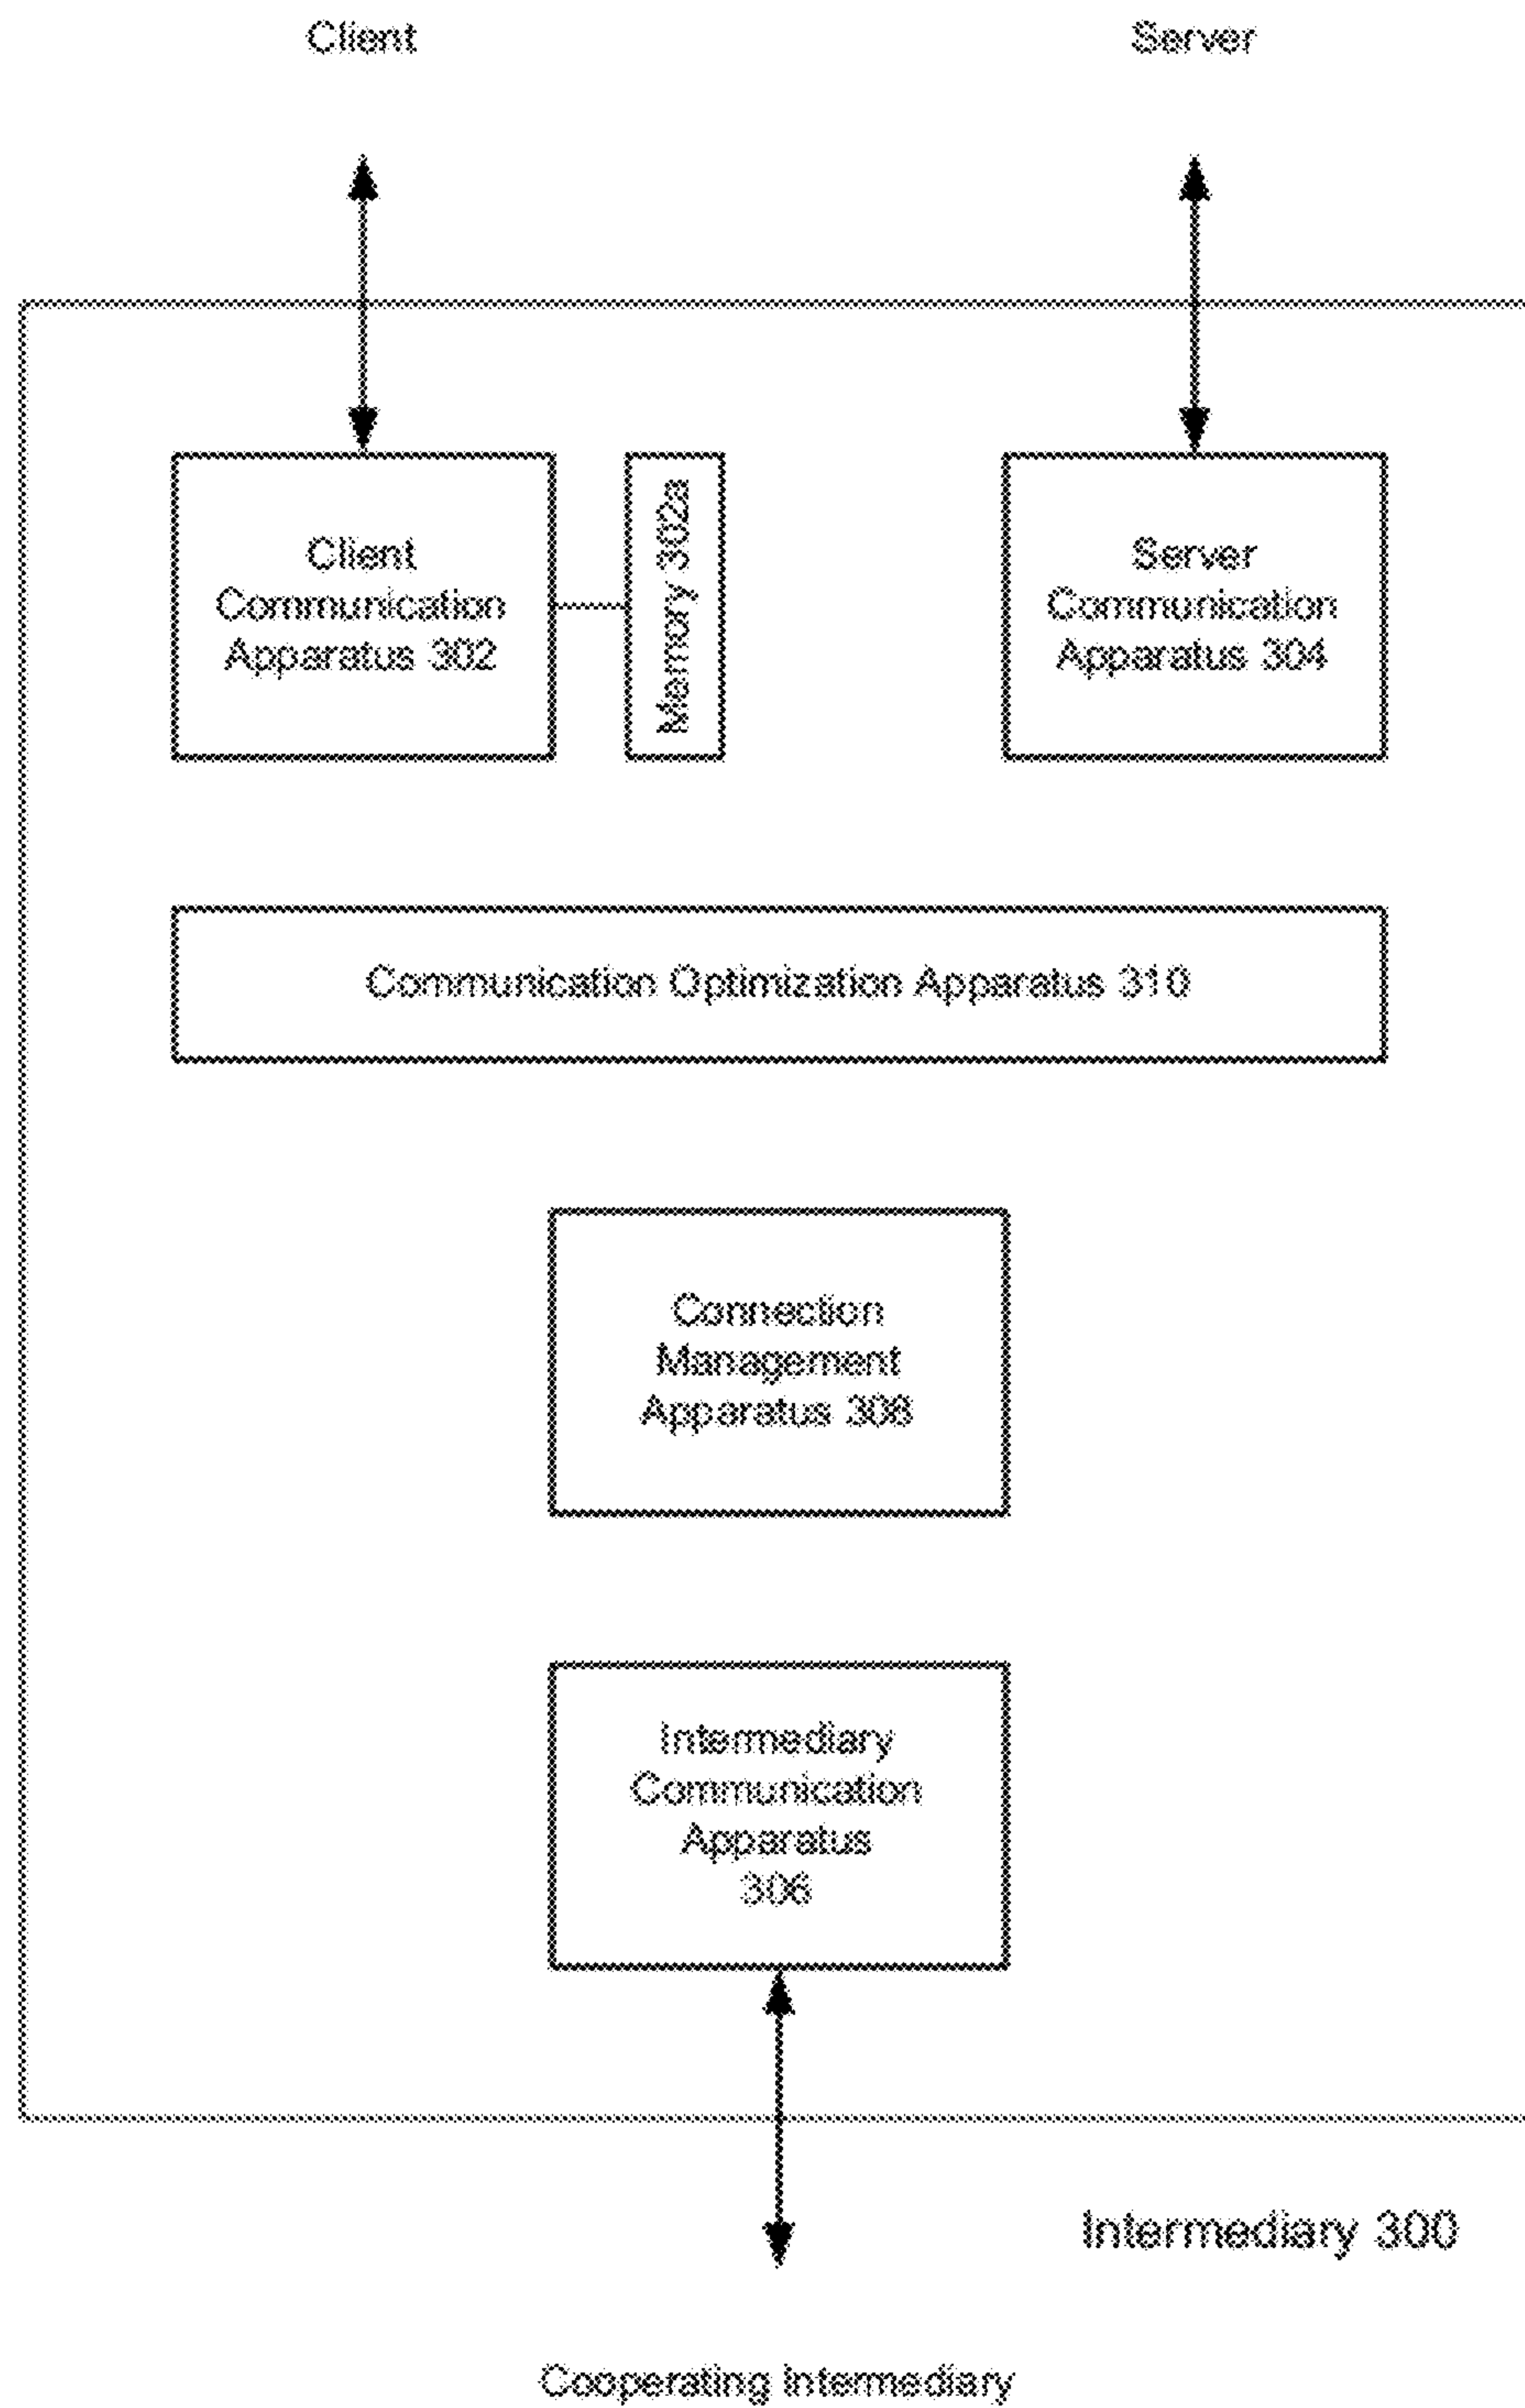 Client
Server
Client
Communication
Apparatus 302
Memory 302a
Server
Communication
Apparatus 304
Communication Optimization Apparatus 310
Connection
Management
Apparatus 308
Intermediary
Communication
Apparatus
306
Intermediary 300
Cooperating Intermediary